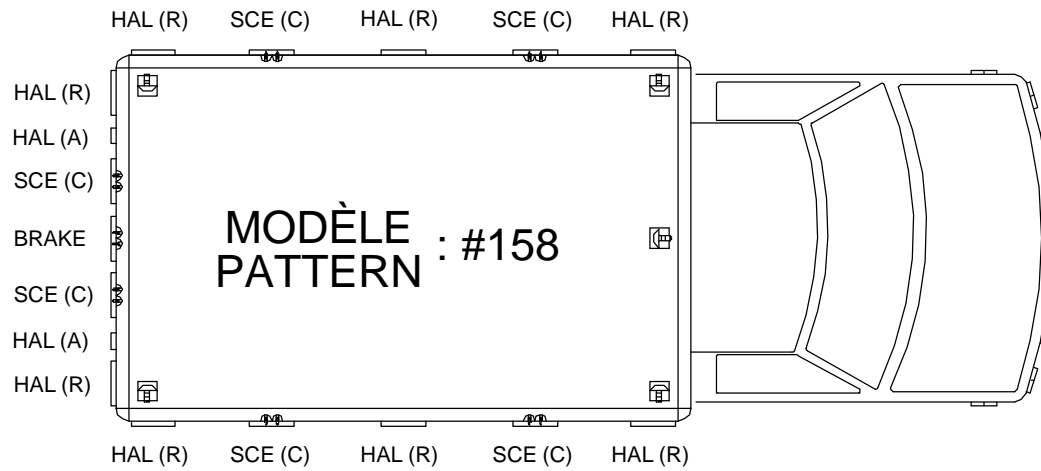 HAL (R) SCE (C) HAL (R) SCE (C) HAL (R)
HAL (R)
HAL (A)
SCE (C)
BRAKE
SCE (C)
HAL (A)
HAL (R)
MODÈLE
PATTERN : #158
HAL (R) SCE (C) HAL (R) SCE (C) HAL (R)